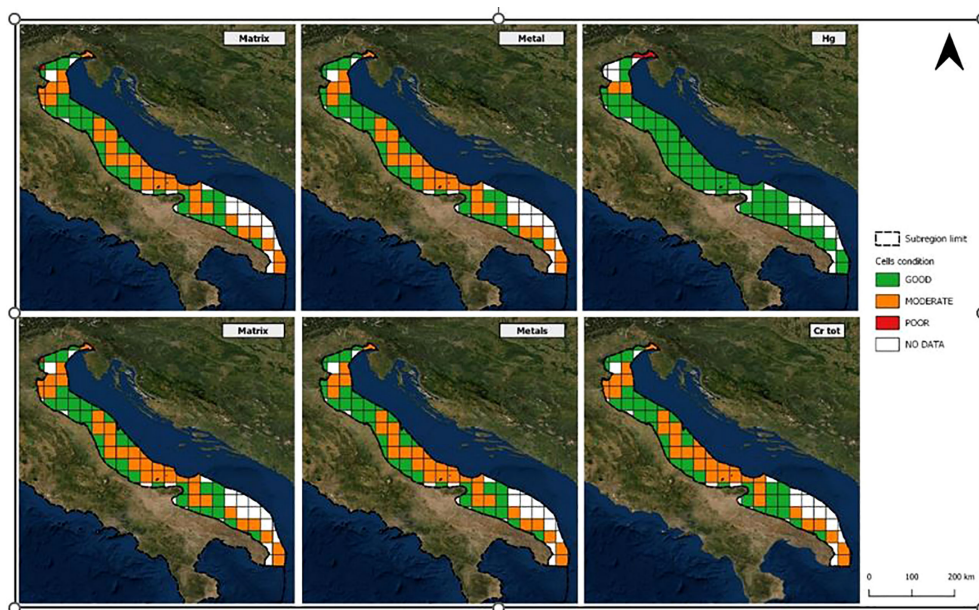 Matrix
Metal
Hg
Subregion limit
Cells condition
GOOD
MODERATE
POOR
NO DATA
Matrix
Metals
Cr tot
0 100 200 km